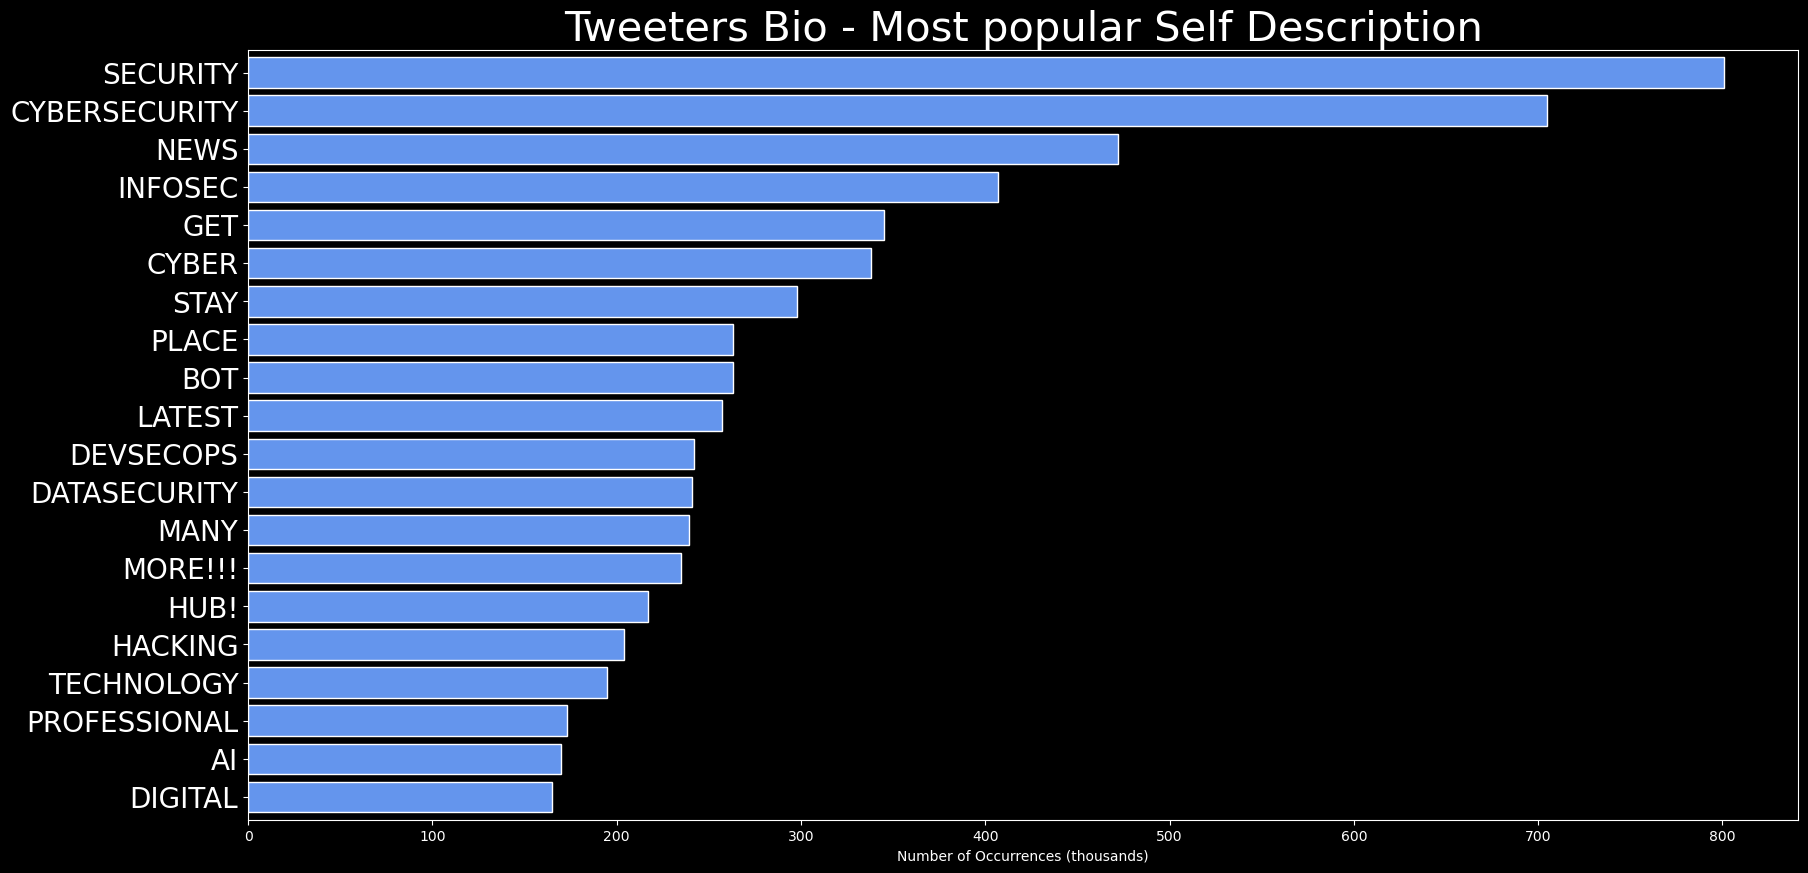 Tweeters Bio - Most popular Self Description
SECURITY
CYBERSECURITY
NEWS
INFOSEC
GET
CYBER
STAY
PLACE
BOT
LATEST
DEVSECOPS
DATASECURITY
MANY
MORE!!!
HUB!
HACKING
TECHNOLOGY
PROFESSIONAL
AI
DIGITAL
0 100 200 300 400 500 600 700 800
Number of Occurrences (thousands)